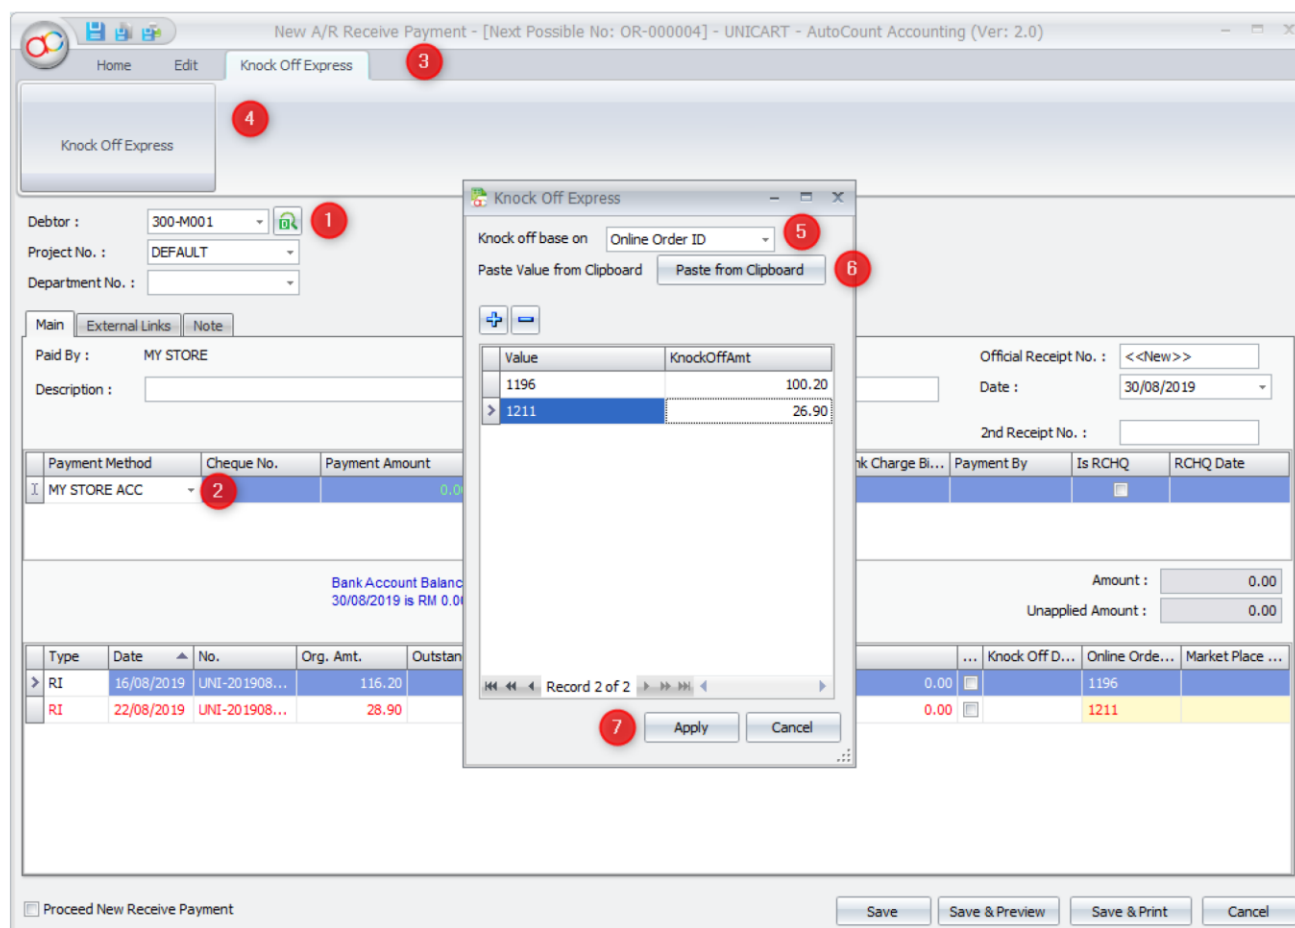 New A/R Receive Payment - [Next Possible No: OR-000004] - UNICART - AutoCount Accounting (Ver: 2.0)
Home Edit Knock Off Express 3
4
Knock Off Express
Debtor : 300-M001 1
Project No. : DEFAULT
Department No. :
Main External Links Note
Paid By : MY STORE
Official Receipt No. : <<New>>
Description :
Date : 30/08/2019
2nd Receipt No. :
Payment Method Cheque No. Payment Amount
Charge Bi... Payment By Is RCHQ RCHQ Date
MY STORE ACC 2 0.0
Bank Account Balanc
30/08/2019 is RM 0.0
Amount : 0.00
Unapplied Amount : 0.00
Type Date No. Org. Amt. Outstan
... Knock Off D... Online Orde... Market Place ...
RI 16/08/2019 UNI-201908... 116.20 0.00 1196
RI 22/08/2019 UNI-201908... 28.90 0.00 1211
Knock Off Express
Knock off base on Online Order ID 5
Paste Value from Clipboard Paste from Clipboard 6
Value KnockOffAmt
1196 100.20
1211 26.90
Record 2 of 2
7 Apply Cancel
Proceed New Receive Payment
Save Save & Preview Save & Print Cancel